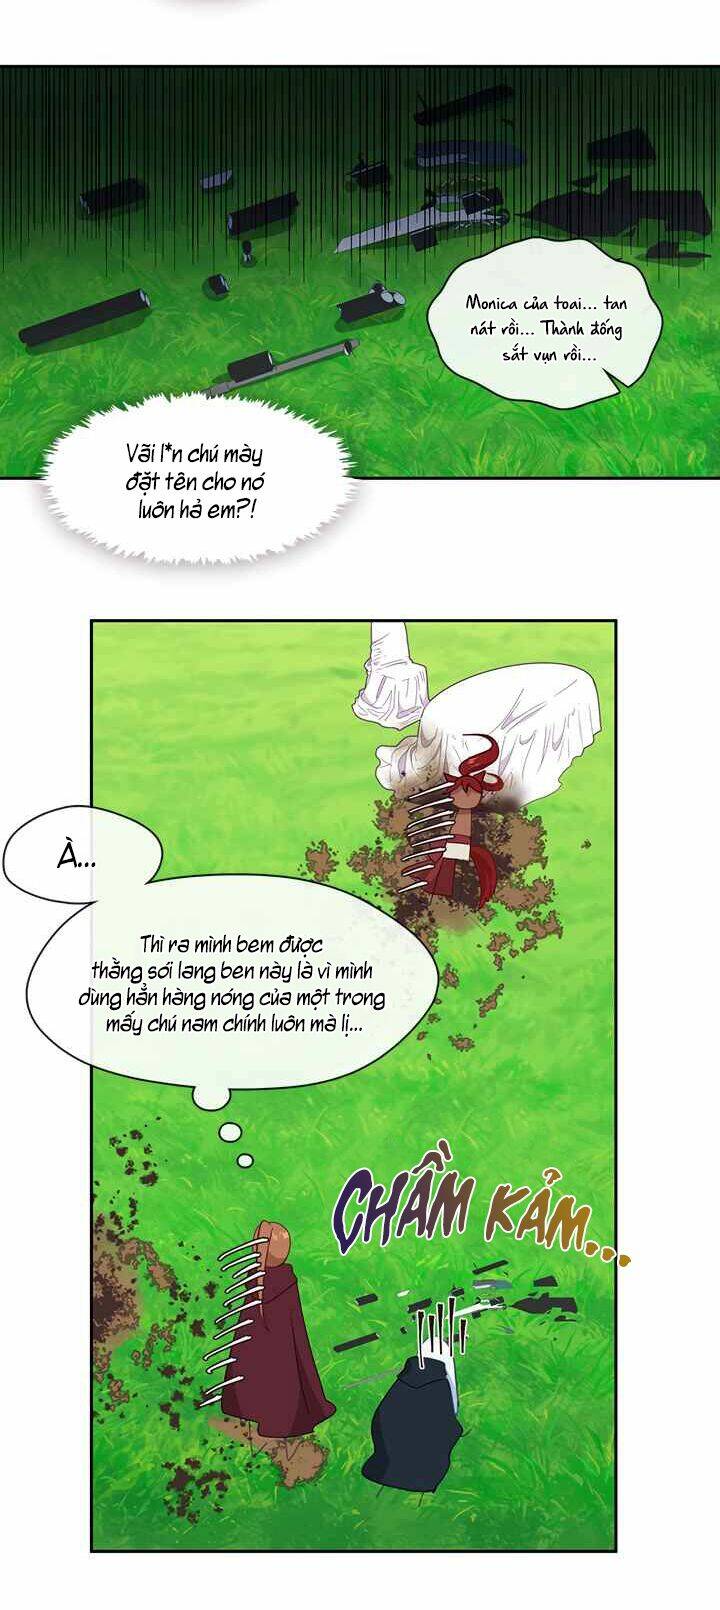 Monica của toai... tan
nát rồi... Thành đống
sắt vụn rồi...
Vãi l*n chú mày
đặt tên cho nó
luôn hả em?!
À...
Thì ra mình bem được
thằng sói lang ben này là vì mình
dùng hẳn hàng nóng của một trong
mấy chú nam chính luôn mà lị...
CHẦM KẢM...